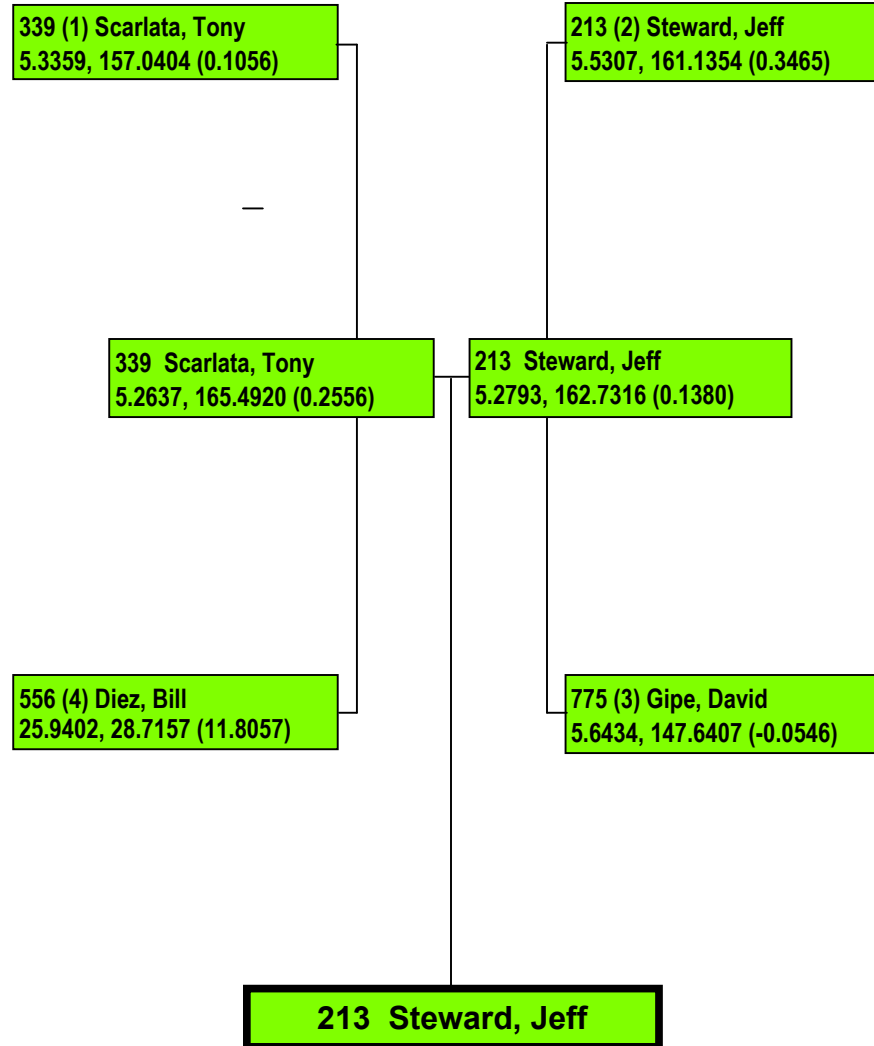 339 (1) Scarlata, Tony
5.3359, 157.0404 (0.1056)
213 (2) Steward, Jeff
5.5307, 161.1354 (0.3465)
339  Scarlata, Tony
5.2637, 165.4920 (0.2556)
213  Steward, Jeff
5.2793, 162.7316 (0.1380)
556 (4) Diez, Bill
25.9402, 28.7157 (11.8057)
775 (3) Gipe, David
5.6434, 147.6407 (-0.0546)
213  Steward, Jeff